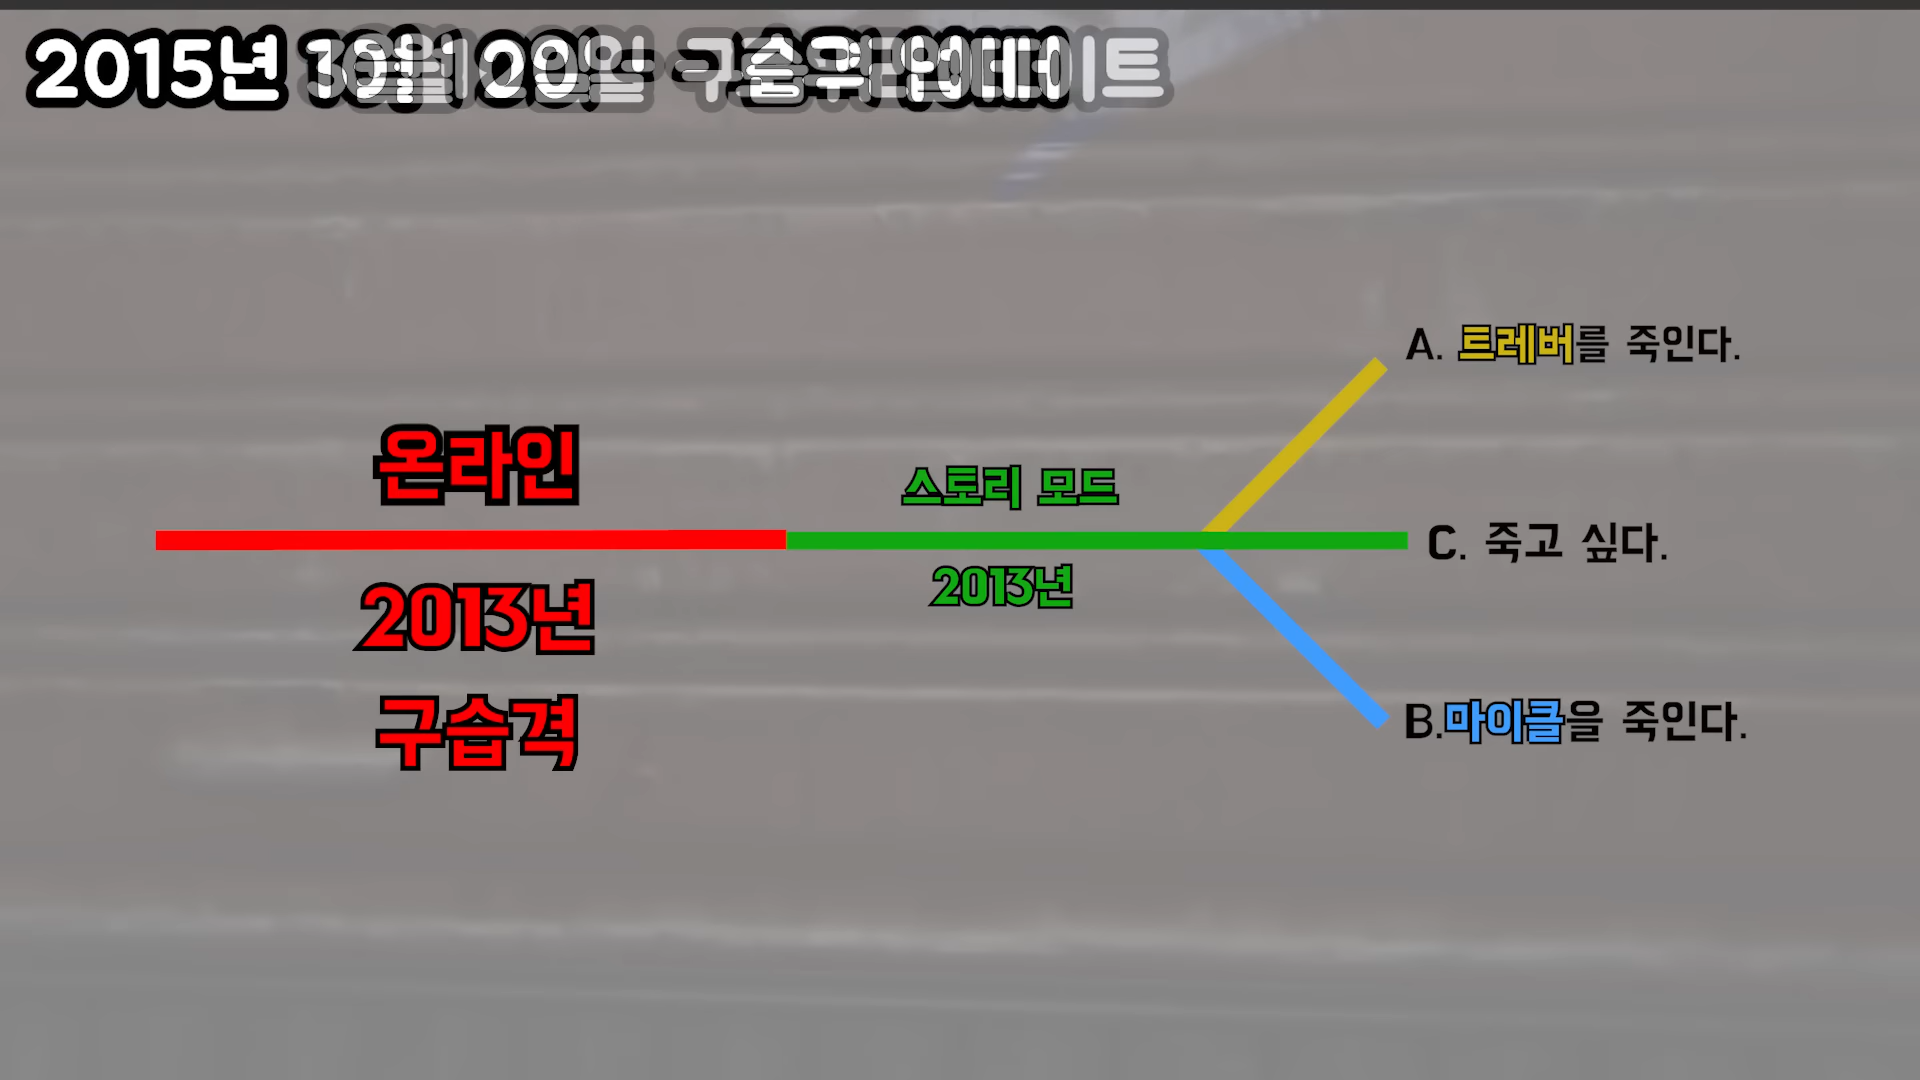 2015년
A. 트레버를 죽인다.
온라인
스토리 모드
C. 죽고 싶다.
2013년
2013년
구습격
B.마이클을 죽인다.